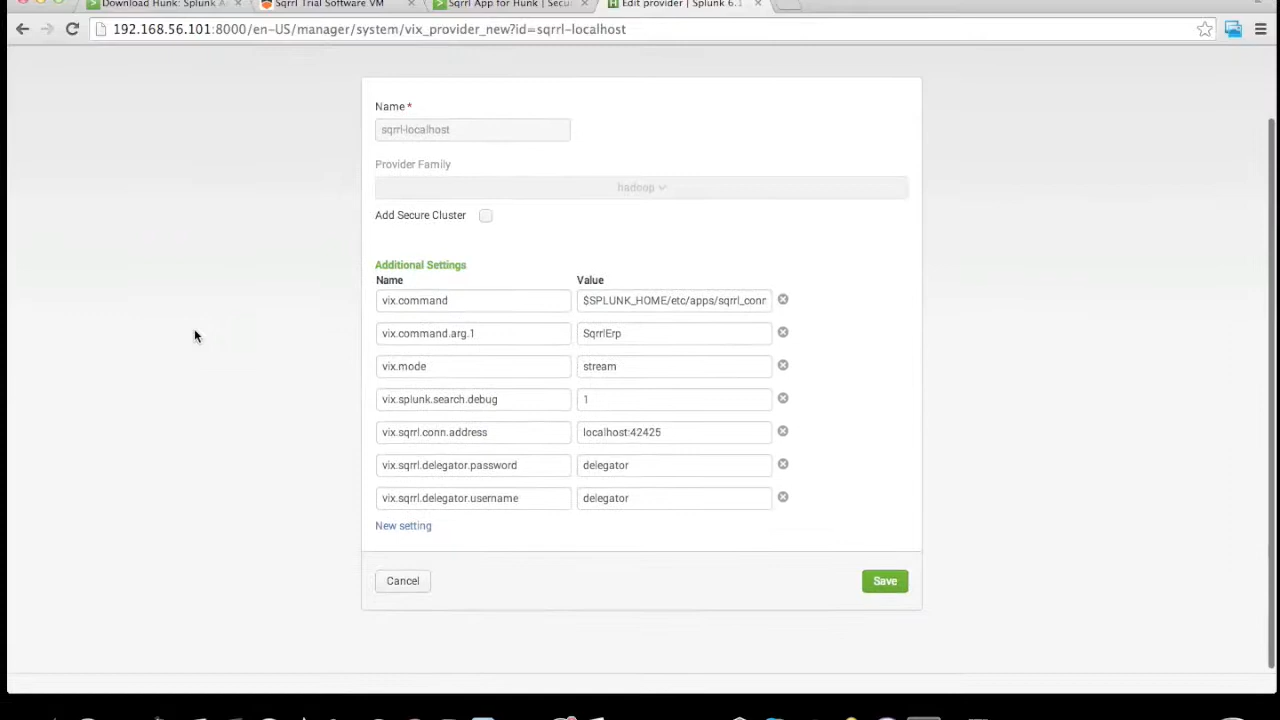 Download Hunk: Splunk A
Sqrrl Trial Software VM
Sqrrl App for Hunk | Secu
Edit provider | Splunk 6.1
192.168.56.101:8000/en-US/manager/system/vix_provider_new?id=sqrrl-localhost
Name *
sqrrl-localhost
Provider Family
hadoop
Add Secure Cluster
Additional Settings
Name Value
vix.command $SPLUNK_HOME/etc/apps/sqrrl_conn
vix.command.arg.1 SqrrlErp
vix.mode stream
vix.splunk.search.debug 1
vix.sqrrl.conn.address localhost:42425
vix.sqrrl.delegator.password delegator
vix.sqrrl.delegator.username delegator
New setting
Cancel Save